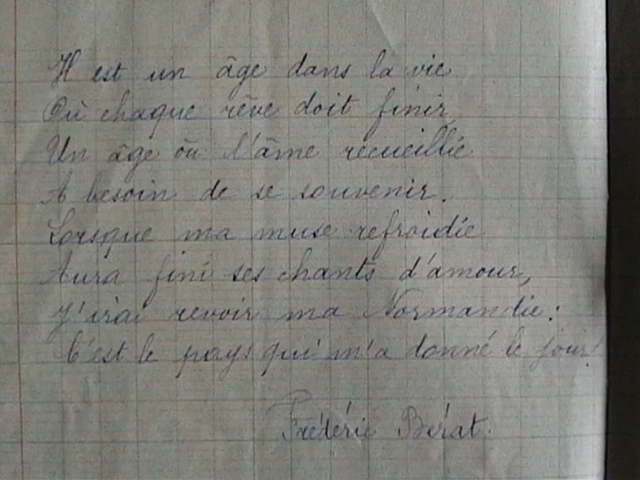 Il est un âge dans la vie
Où chaque rêve doit finir
Un âge où l'âme recueillie
A besoin de se souvenir.
Lorsque ma muse refroidie
Aura fini ses chants d'amour,
J'irai revoir ma Normandie:
C'est le pays qui m'a donné le jour!
Frédéric Bérat.